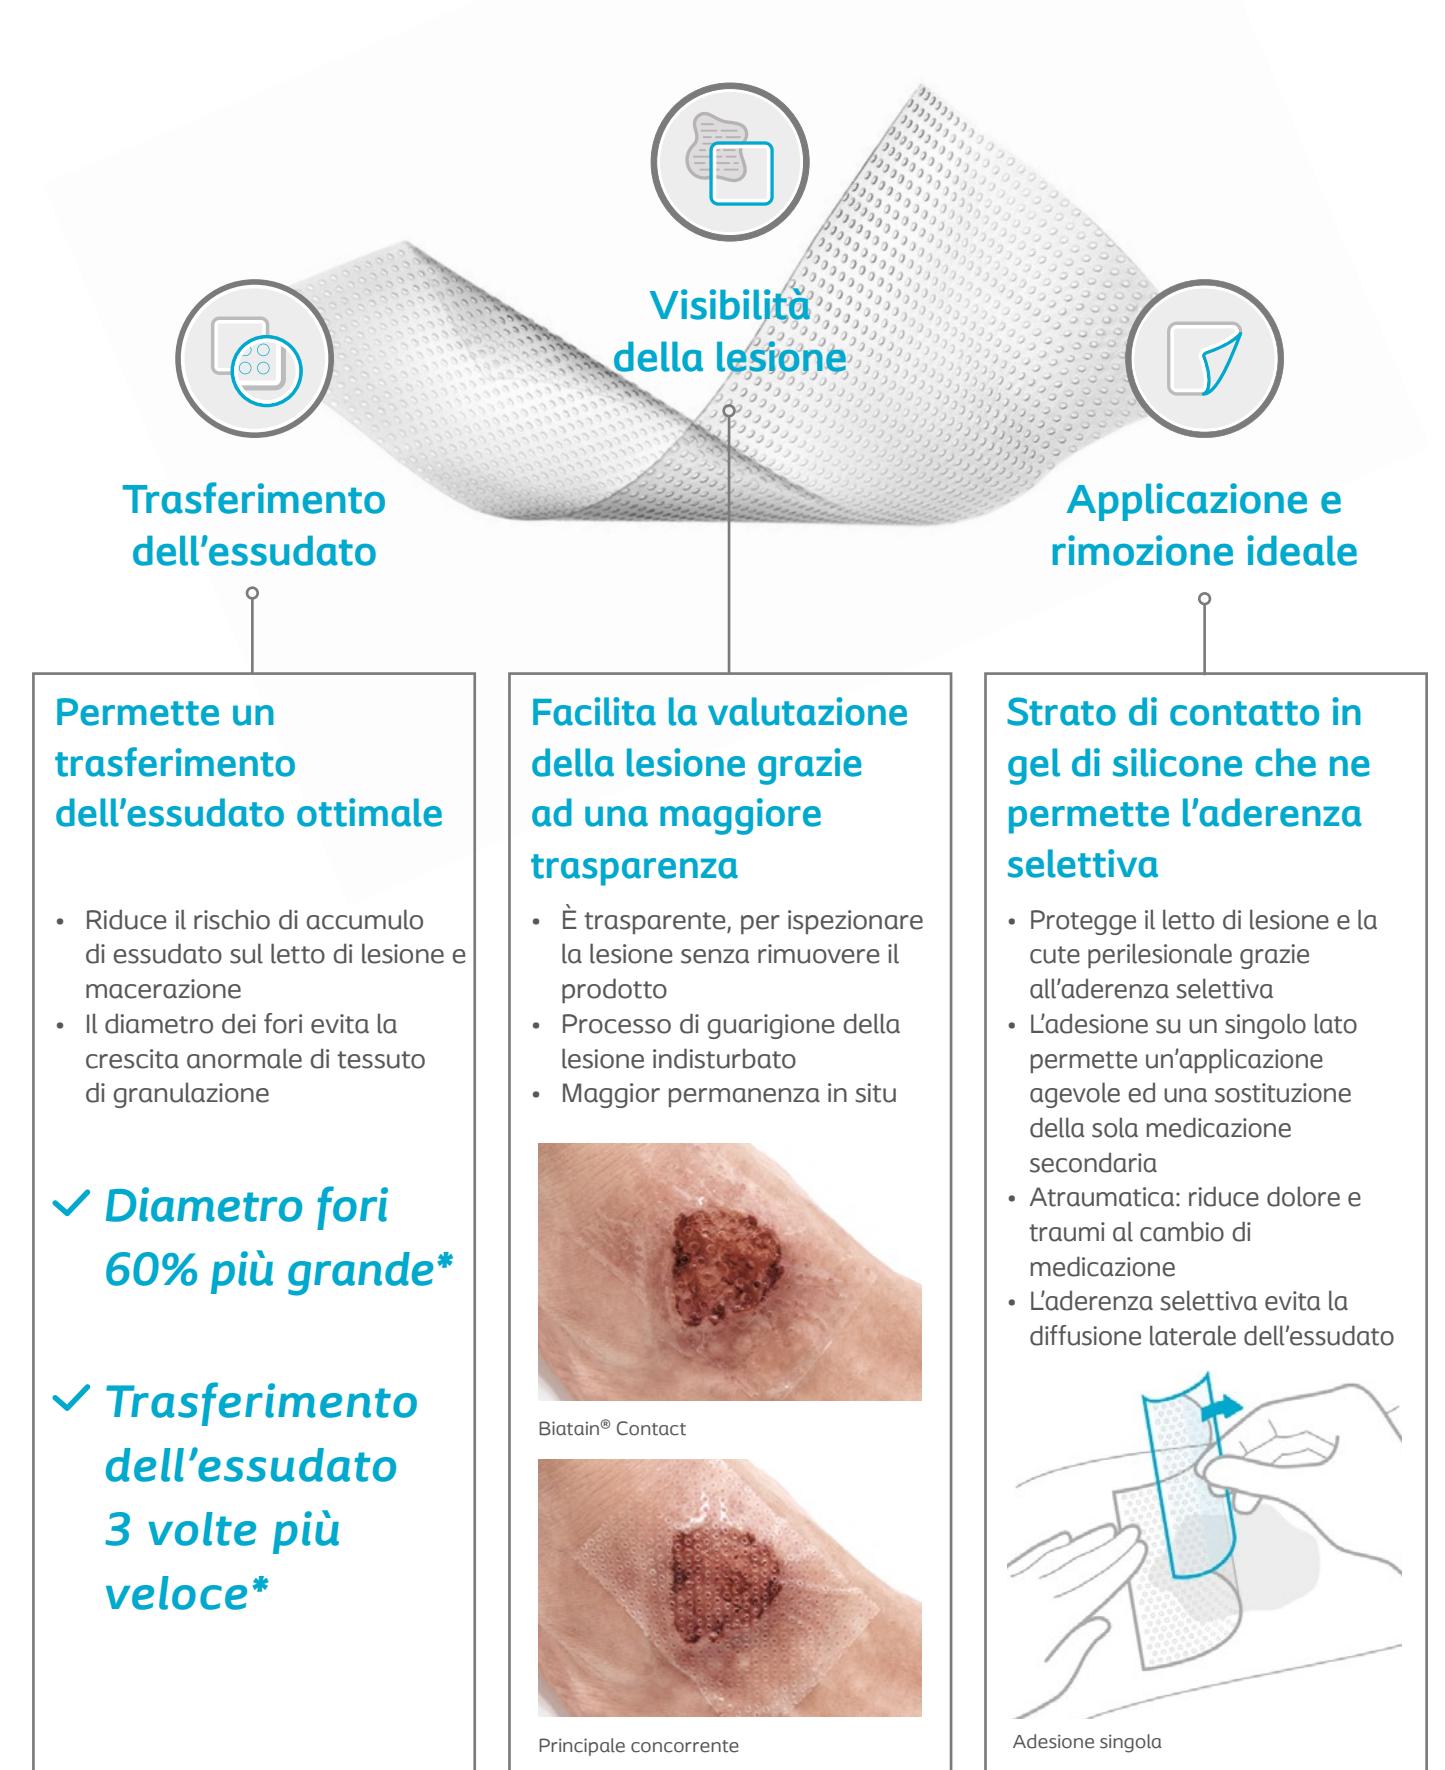 Visibilità
della lesione
Trasferimento
dell'essudato
Applicazione e
rimozione ideale
Permette un
trasferimento
dell'essudato ottimale
• Riduce il rischio di accumulo
di essudato sul letto di lesione e
macerazione
• Il diametro dei fori evita la
crescita anormale di tessuto
di granulazione
✓ Diametro fori
60% più grande*
✓ Trasferimento
dell'essudato
3 volte più
veloce*
Facilita la valutazione
della lesione grazie
ad una maggiore
trasparenza
• È trasparente, per ispezionare
la lesione senza rimuovere il
prodotto
• Processo di guarigione della
lesione indisturbato
• Maggior permanenza in situ
Biatain® Contact
Principale concorrente
Strato di contatto in
gel di silicone che ne
permette l'aderenza
selettiva
• Protegge il letto di lesione e la
cute perilesionale grazie
all'aderenza selettiva
• L'adesione su un singolo lato
permette un'applicazione
agevole ed una sostituzione
della sola medicazione
secondaria
• Atraumatica: riduce dolore e
traumi al cambio di
medicazione
• L'aderenza selettiva evita la
diffusione laterale dell'essudato
Adesione singola